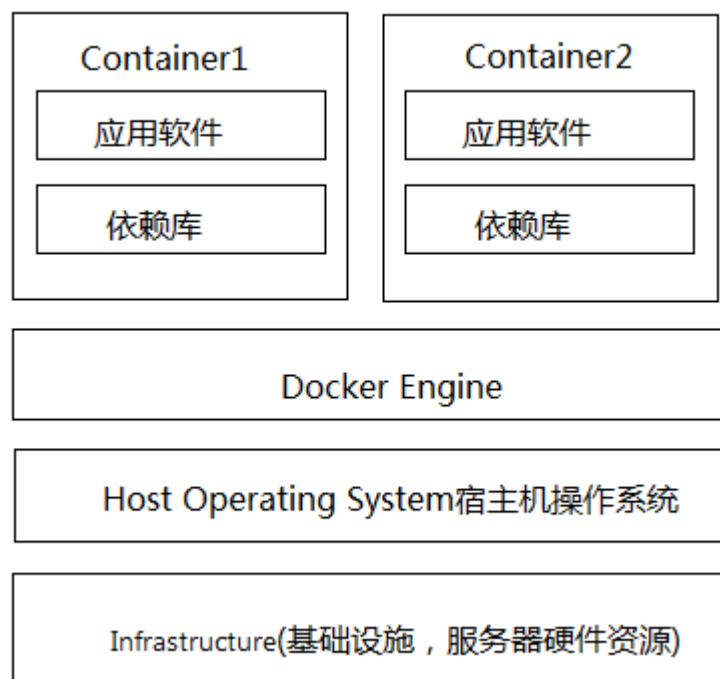 Container1
应用软件
依赖库
Container2
应用软件
依赖库
Docker Engine
Host Operating System宿主机操作系统
Infrastructure(基础设施，服务器硬件资源)